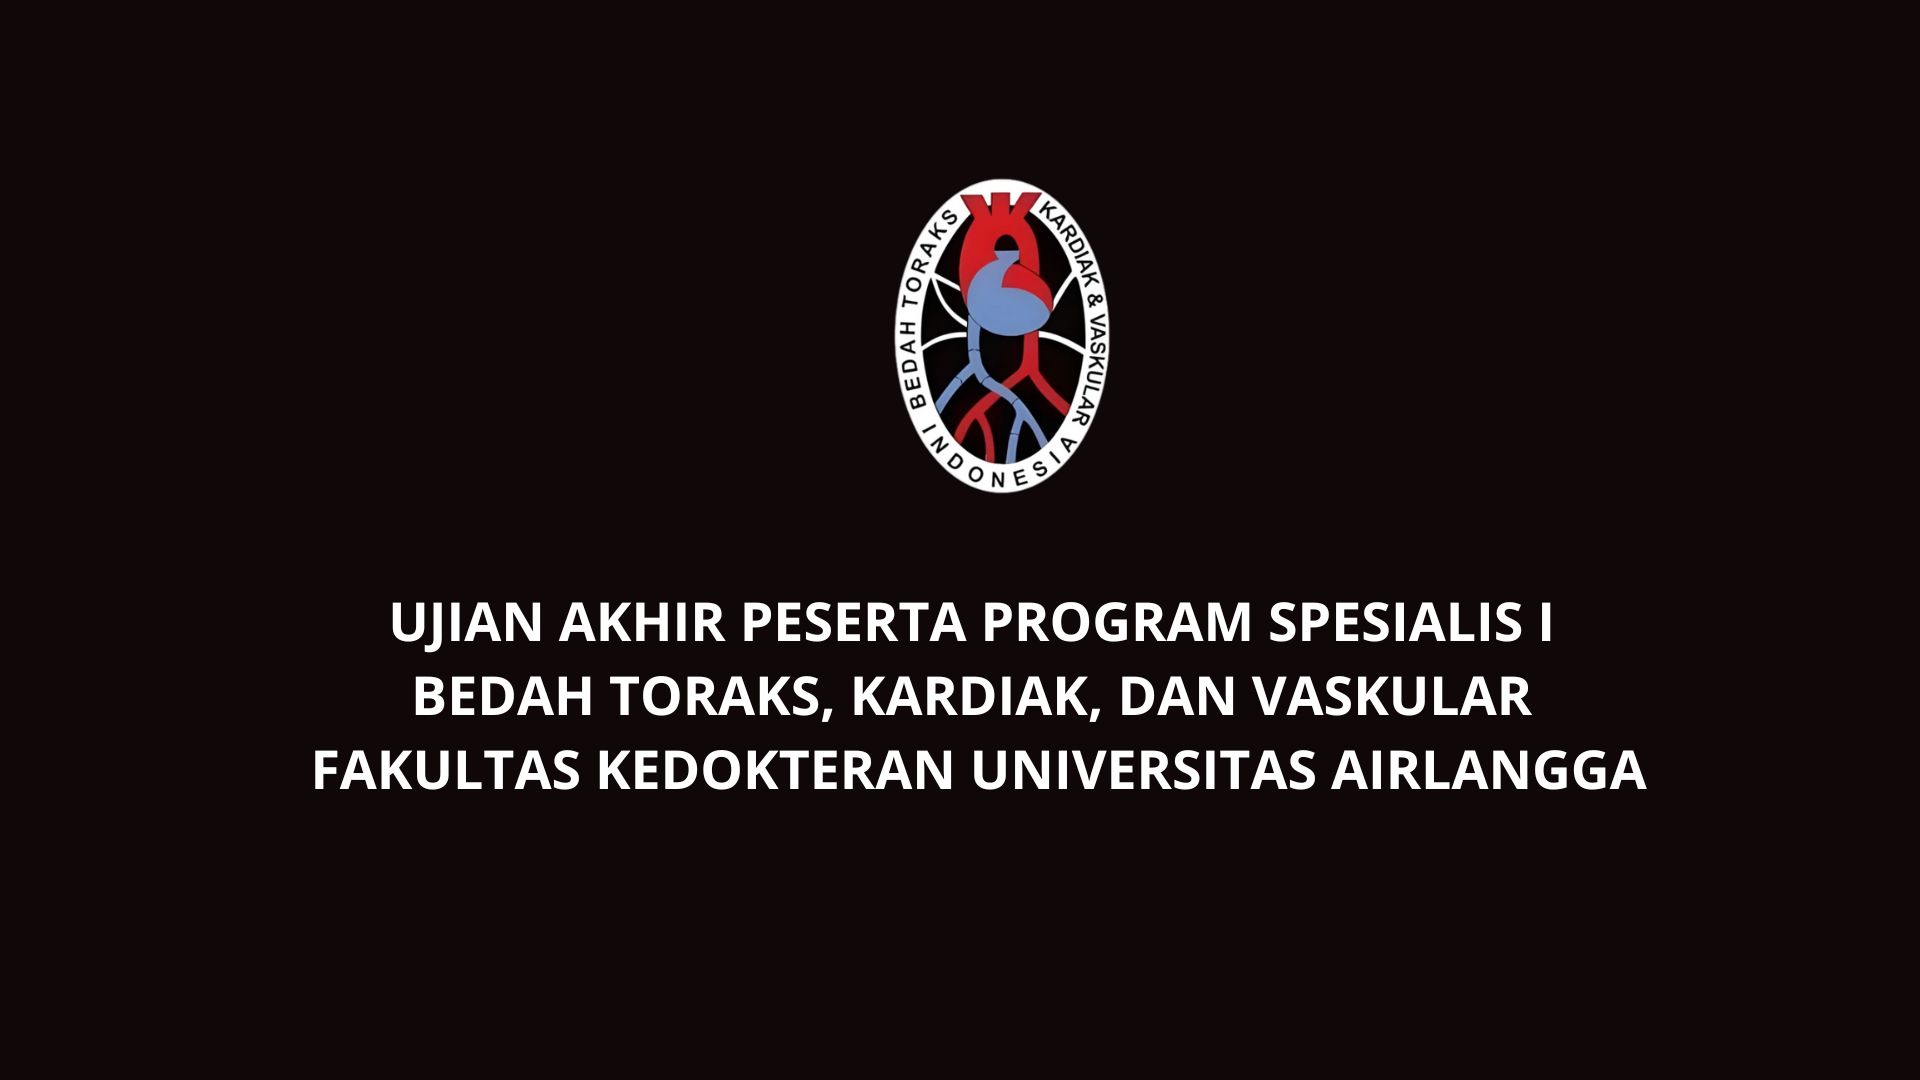 BEDAH TORAKS
KARDIAK & VASKULAR
INDONESIA
UJIAN AKHIR PESERTA PROGRAM SPESIALIS I
BEDAH TORAKS, KARDIAK, DAN VASKULAR
FAKULTAS KEDOKTERAN UNIVERSITAS AIRLANGGA